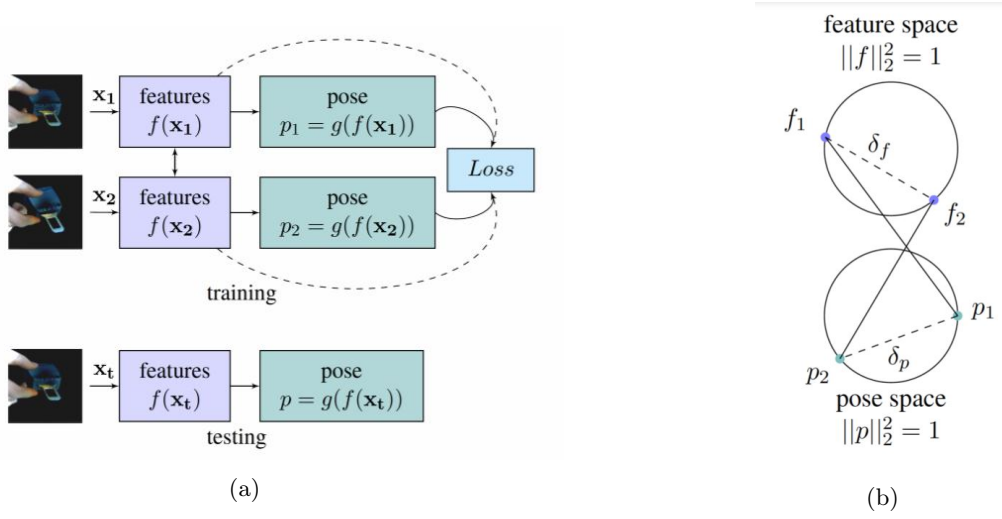 x₁
features
f(x₁)
pose
p₁ = g(f(x₁))
Loss
x₂
features
f(x₂)
pose
p₂ = g(f(x₂))
training
xₜ
features
f(xₜ)
pose
p = g(f(xₜ))
testing
(a)
feature space
||f||₂² = 1
f₁
δ_f
f₂
p₁
δₚ
p₂
pose space
||p||₂² = 1
(b)